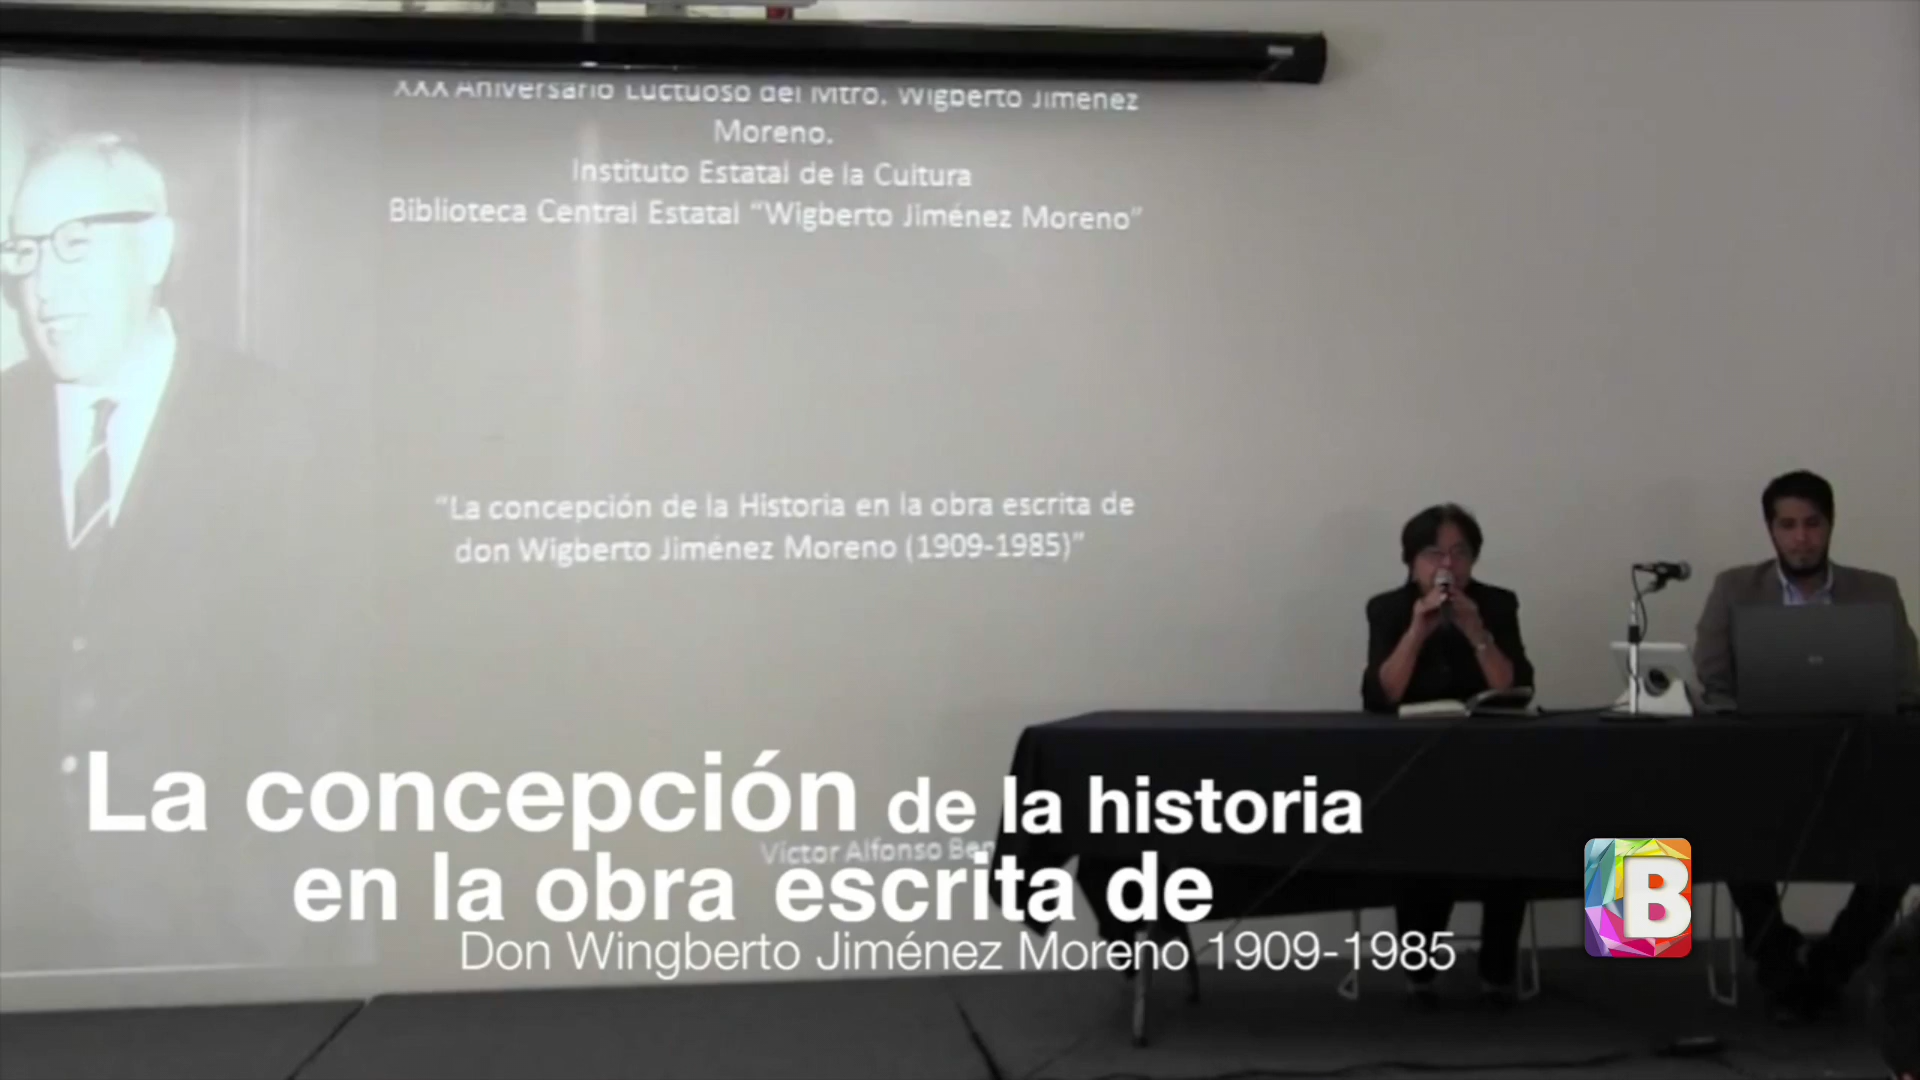 XXX Aniversario Luctuoso del Mtro. Wigberto Jiménez
Moreno.
Instituto Estatal de la Cultura
Biblioteca Central Estatal "Wigberto Jiménez Moreno"
"La concepción de la Historia en la obra escrita de
don Wigberto Jiménez Moreno (1909-1985)"
Víctor Alfonso
La concepción de la historia
en la obra escrita de
Don Wingberto Jiménez Moreno 1909-1985
B